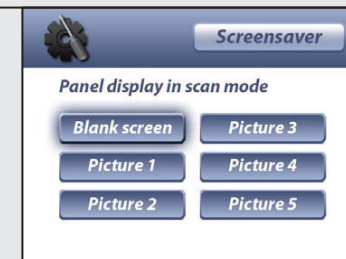 Screensaver
Panel display in scan mode
Blank screen
Picture 3
Picture 1
Picture 4
Picture 2
Picture 5